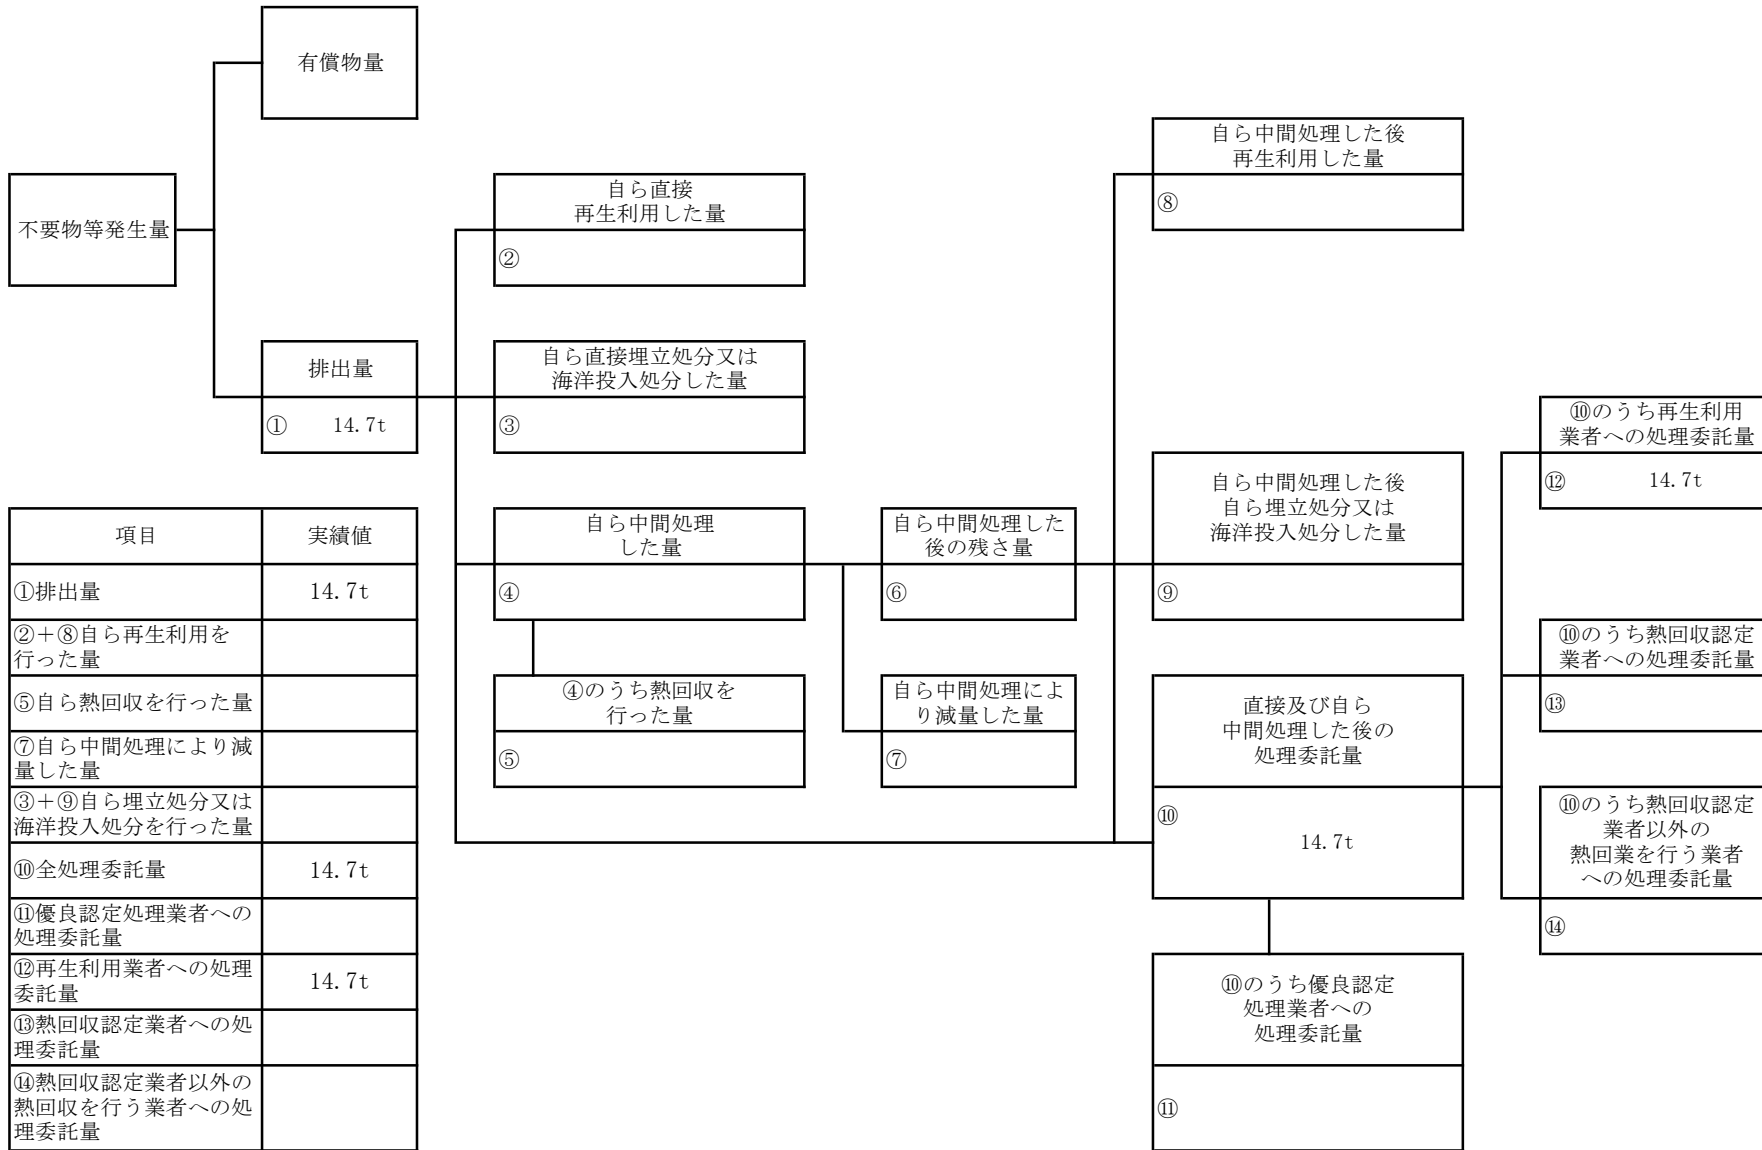 有償物量
自ら中間処理した後
再生利用した量
⑧
不要物等発生量
自ら直接
再生利用した量
②
排出量
① 14.7t
自ら直接埋立処分又は
海洋投入処分した量
③
⑩のうち再生利用
業者への処理委託量
⑫ 14.7t
自ら中間処理した後
自ら埋立処分又は
海洋投入処分した量
⑨
自ら中間処理
した量
④
自ら中間処理した
後の残さ量
⑥
⑩のうち熱回収認定
業者への処理委託量
⑬
④のうち熱回収を
行った量
⑤
自ら中間処理によ
り減量した量
⑦
直接及び自ら
中間処理した後の
処理委託量
⑩
14.7t
⑩のうち熱回収認定
業者以外の
熱回業を行う業者
への処理委託量
⑭
⑩のうち優良認定
処理業者への
処理委託量
⑪
項目 実績値
①排出量 14.7t
②+⑧自ら再生利用を
行った量
⑤自ら熱回収を行った量
⑦自ら中間処理により減
量した量
③+⑨自ら埋立処分又は
海洋投入処分を行った量
⑩全処理委託量 14.7t
⑪優良認定処理業者への
処理委託量
⑫再生利用業者への処理
委託量 14.7t
⑬熱回収認定業者への処
理委託量
⑭熱回収認定業者以外の
熱回収を行う業者への処
理委託量